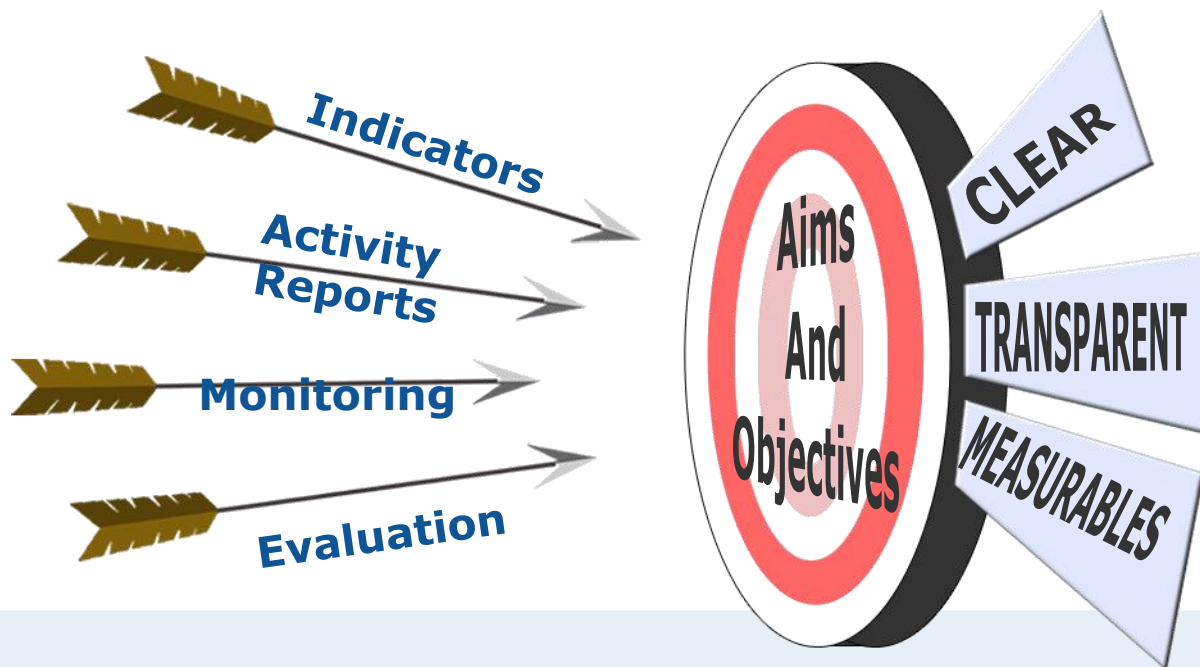 Indicators
Activity
Reports
Monitoring
Evaluation
Aims
And
Objectives
CLEAR
TRANSPARENT
MEASURABLES